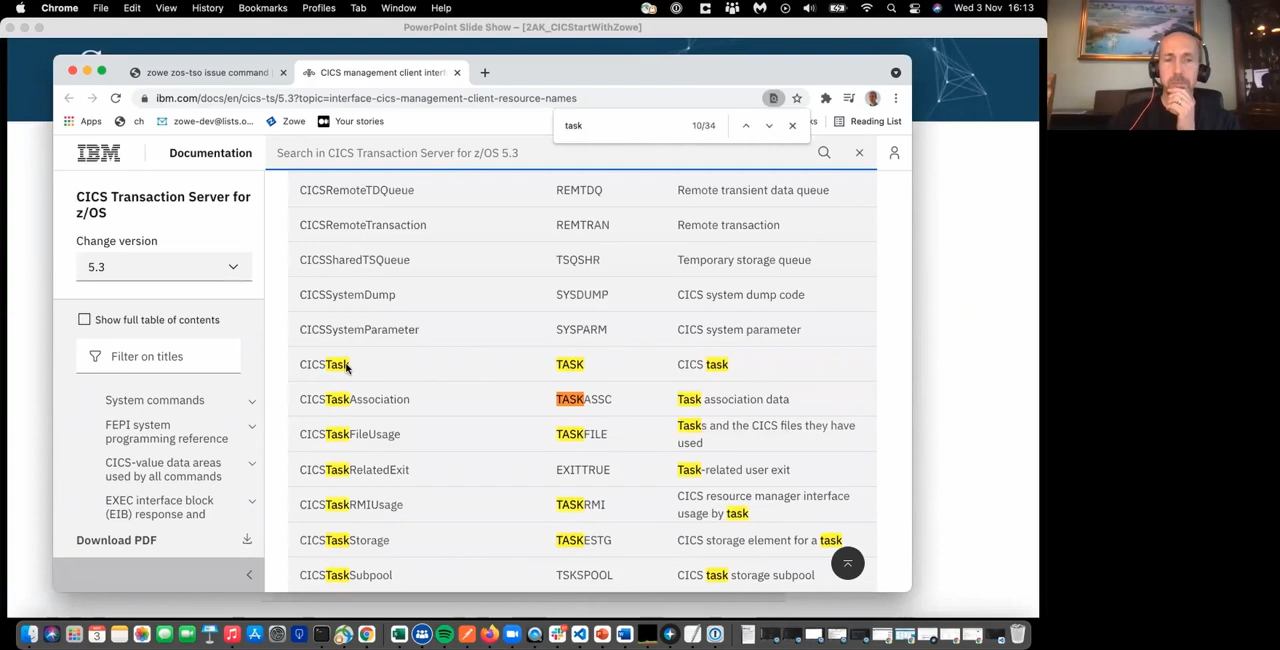 Chrome File Edit View History Bookmarks Profiles Tab Window Help Wed 3 Nov 16:13
PowerPoint Slide Show - [2AK_CICStartWithZowe]
zowe zos-tso issue command
CICS management client interf
ibm.com/docs/en/cics-ts/5.3?topic=interface-cics-management-client-resource-names
Apps ch zowe-dev@lists.o... Zowe Your stories Reading List
task 10/34
IBM Documentation Search in CICS Transaction Server for z/OS 5.3
CICS Transaction Server for
z/OS
Change version
5.3
Show full table of contents
Filter on titles
System commands
FEPI system
programming reference
CICS-value data areas
used by all commands
EXEC interface block
(EIB) response and
Download PDF
CICSRemoteTDQueue REMTDQ Remote transient data queue
CICSRemoteTransaction REMTRAN Remote transaction
CICSSharedTSQueue TSQSHR Temporary storage queue
CICSSystemDump SYSDUMP CICS system dump code
CICSSystemParameter SYSPARM CICS system parameter
CICSTask TASK CICS task
CICSTaskAssociation TASKASSC Task association data
CICSTaskFileUsage TASKFILE Tasks and the CICS files they have
used
CICSTaskRelatedExit EXITTRUE Task-related user exit
CICSTaskRMIUsage TASKRMI CICS resource manager interface
usage by task
CICSTaskStorage TASKESTG CICS storage element for a task
CICSTaskSubpool TSKSPOOL CICS task storage subpool